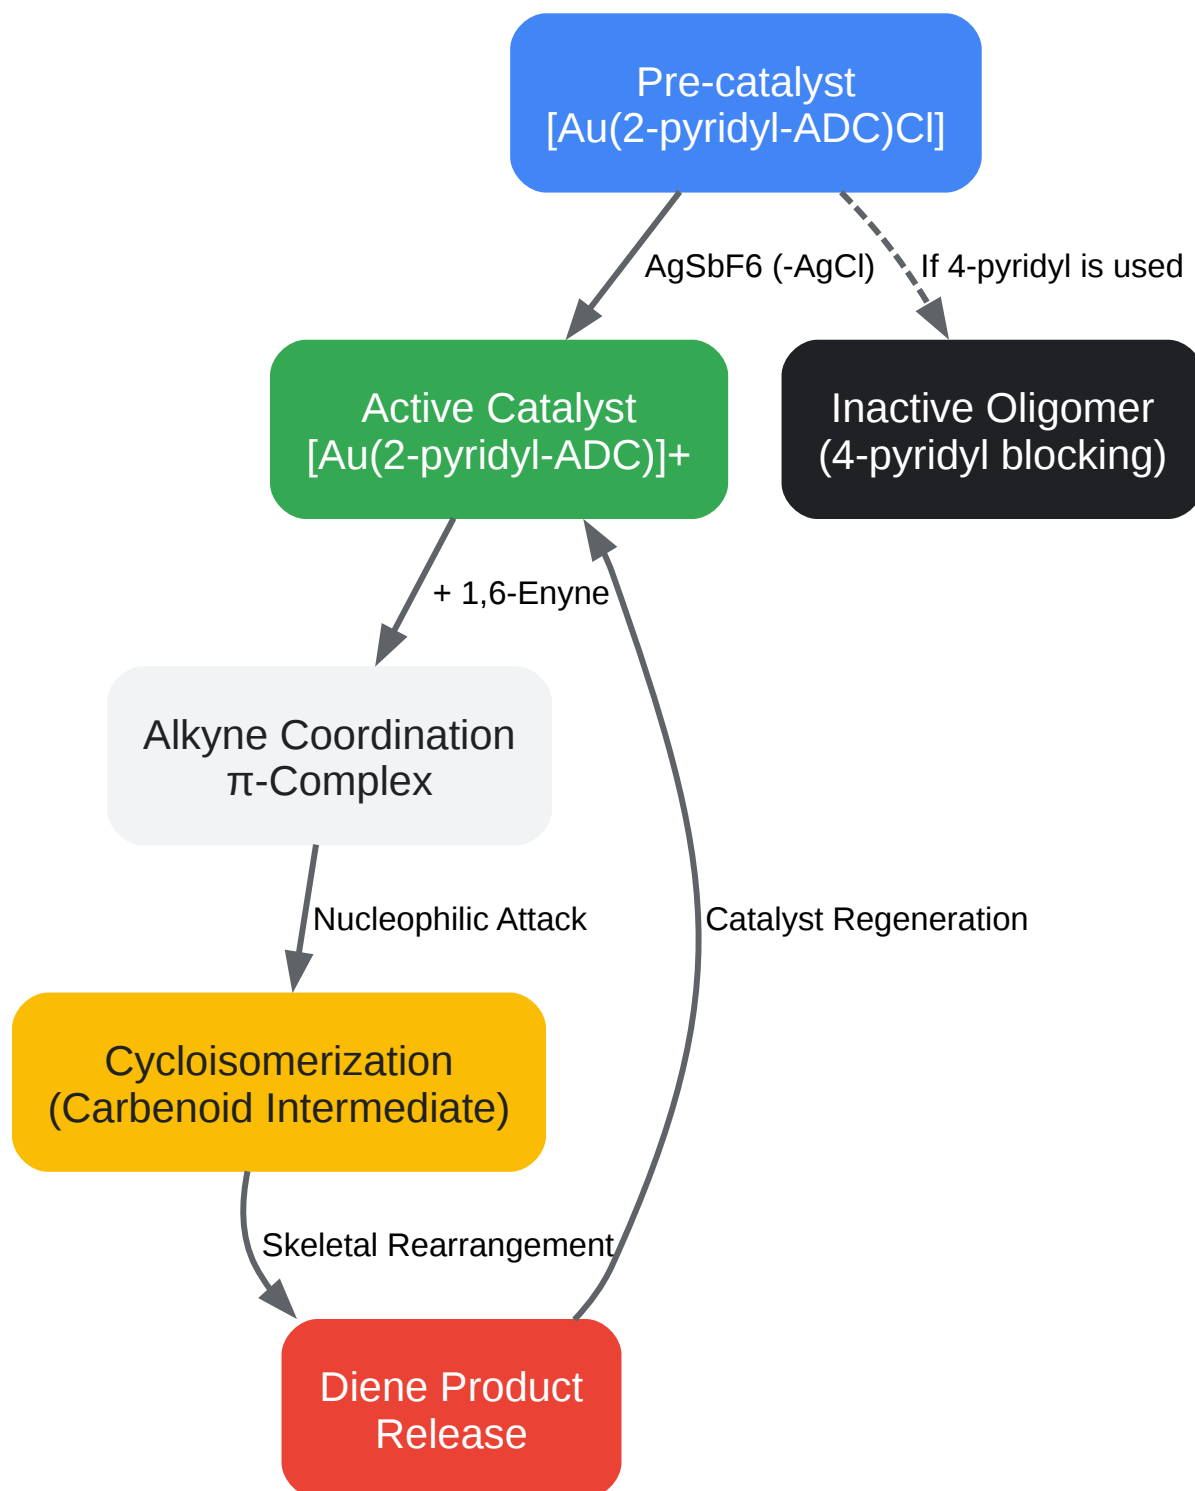 Pre-catalyst
[Au(2-pyridyl-ADC)Cl]
AgSbF6 (-AgCl)
If 4-pyridyl is used
Active Catalyst
[Au(2-pyridyl-ADC)]+
Inactive Oligomer
(4-pyridyl blocking)
+ 1,6-Enyne
Alkyne Coordination
π-Complex
Nucleophilic Attack
Catalyst Regeneration
Cycloisomerization
(Carbenoid Intermediate)
Skeletal Rearrangement
Diene Product
Release